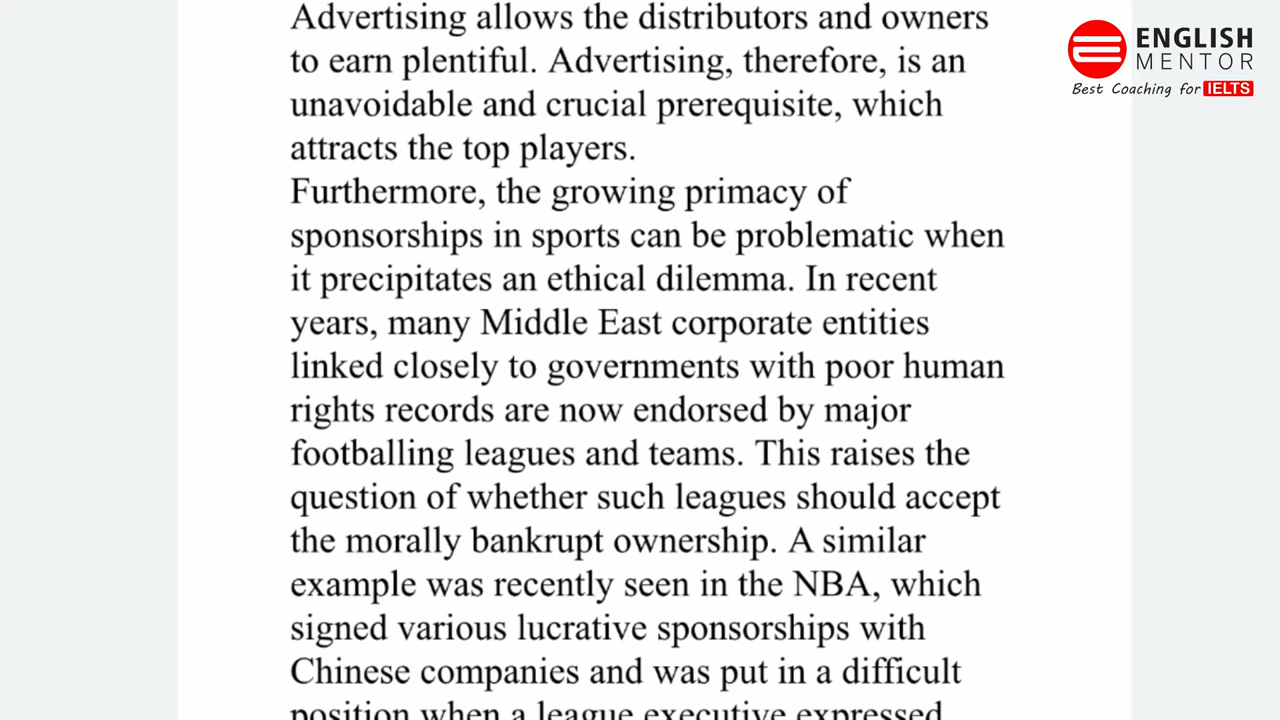 Advertising allows the distributors and owners
to earn plentiful. Advertising, therefore, is an
unavoidable and crucial prerequisite, which
attracts the top players.
Furthermore, the growing primacy of
sponsorships in sports can be problematic when
it precipitates an ethical dilemma. In recent
years, many Middle East corporate entities
linked closely to governments with poor human
rights records are now endorsed by major
footballing leagues and teams. This raises the
question of whether such leagues should accept
the morally bankrupt ownership. A similar
example was recently seen in the NBA, which
signed various lucrative sponsorships with
Chinese companies and was put in a difficult
position when a league executive expressed
ENGLISH
MENTOR
Best Coaching for IELTS